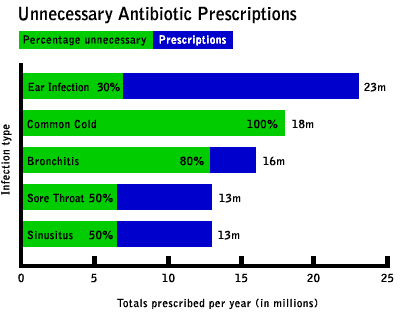 Unnecessary Antibiotic Prescriptions
Percentage unnecessary Prescriptions
Infection type
Ear Infection 30% 23m
Common Cold 100% 18m
Bronchitis 80% 16m
Sore Throat 50% 13m
Sinusitus 50% 13m
0 5 10 15 20 25
Totals prescribed per year (in millions)